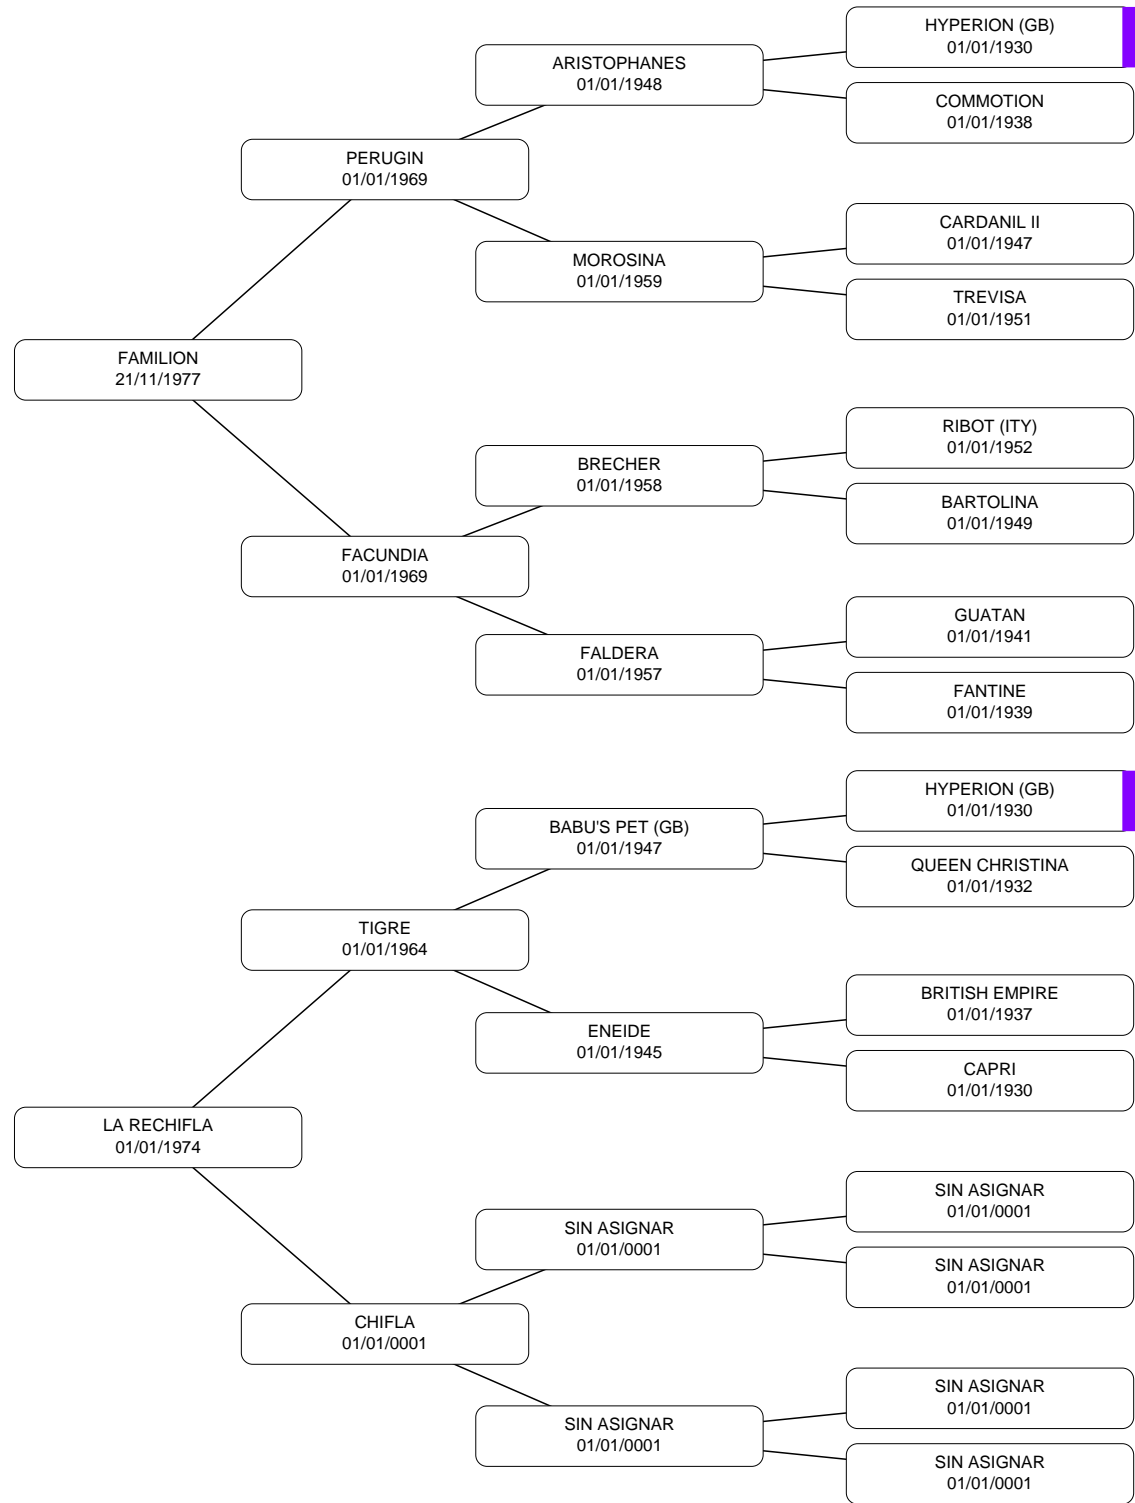 HYPERION (GB)
01/01/1930
ARISTOPHANES
01/01/1948
COMMOTION
01/01/1938
PERUGIN
01/01/1969
CARDANIL II
01/01/1947
MOROSINA
01/01/1959
TREVISA
01/01/1951
FAMILION
21/11/1977
RIBOT (ITY)
01/01/1952
BRECHER
01/01/1958
BARTOLINA
01/01/1949
FACUNDIA
01/01/1969
GUATAN
01/01/1941
FALDERA
01/01/1957
FANTINE
01/01/1939
HYPERION (GB)
01/01/1930
BABU'S PET (GB)
01/01/1947
QUEEN CHRISTINA
01/01/1932
TIGRE
01/01/1964
BRITISH EMPIRE
01/01/1937
ENEIDE
01/01/1945
CAPRI
01/01/1930
LA RECHIFLA
01/01/1974
SIN ASIGNAR
01/01/0001
SIN ASIGNAR
01/01/0001
SIN ASIGNAR
01/01/0001
CHIFLA
01/01/0001
SIN ASIGNAR
01/01/0001
SIN ASIGNAR
01/01/0001
SIN ASIGNAR
01/01/0001